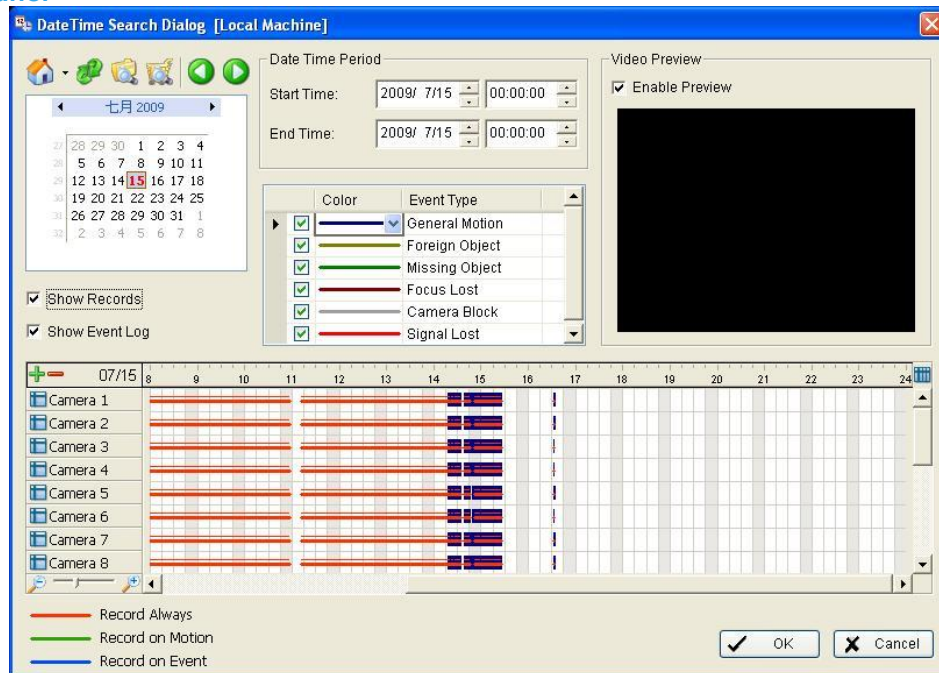 DateTime Search Dialog [Local Machine]
七月 2009
27 28 29 30 1 2 3 4
28 5 6 7 8 9 10 11
29 12 13 14 15 16 17 18
30 19 20 21 22 23 24 25
31 26 27 28 29 30 31 1
32 2 3 4 5 6 7 8
Show Records
Show Event Log
Date Time Period
Start Time: 2009/ 7/15 00:00:00
End Time: 2009/ 7/15 00:00:00
Color Event Type
General Motion
Foreign Object
Missing Object
Focus Lost
Camera Block
Signal Lost
Video Preview
Enable Preview
07/15 8 9 10 11 12 13 14 15 16 17 18 19 20 21 22 23 24
Camera 1
Camera 2
Camera 3
Camera 4
Camera 5
Camera 6
Camera 7
Camera 8
Record Always
Record on Motion
Record on Event
OK Cancel